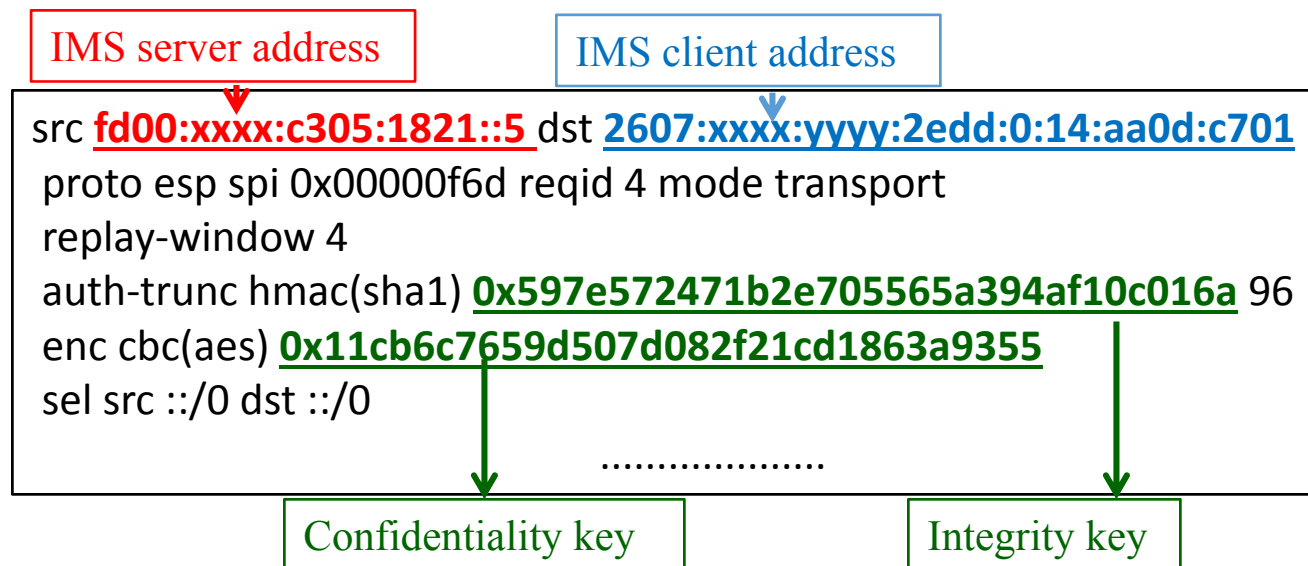 IMS server address
IMS client address
src fd00:xxxx:c305:1821::5 dst 2607:xxxx:yyyy:2edd:0:14:aa0d:c701
proto esp spi 0x00000f6d reqid 4 mode transport
replay-window 4
auth-trunc hmac(sha1) 0x597e572471b2e705565a394af10c016a 96
enc cbc(aes) 0x11cb6c7659d507d082f21cd1863a9355
sel src ::/0 dst ::/0
....................
Confidentiality key
Integrity key